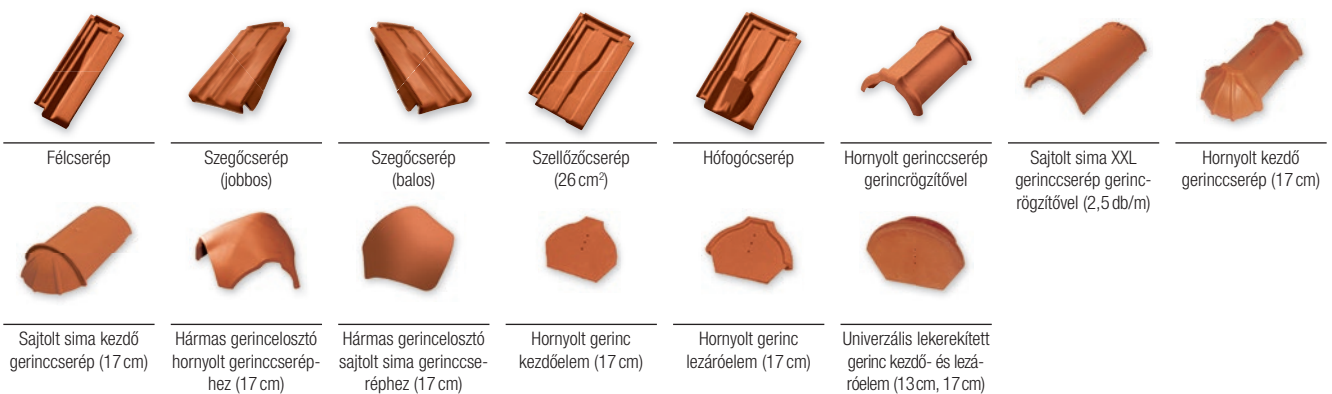 Félcserép
Szegőcserép
(jobbos)
Szegőcserép
(balos)
Szellőzőcserép
(26 cm²)
Hófogócserép
Hornyolt gerinccserép
gerincrögzítővel
Sajtolt sima XXL
gerinccserép gerinc-
rögzítővel (2,5 db/m)
Hornyolt kezdő
gerinccserép (17 cm)
Sajtolt sima kezdő
gerinccserép (17 cm)
Hármas gerincelosztó
hornyolt gerinccserép-
hez (17 cm)
Hármas gerincelosztó
sajtolt sima gerinccse-
réphez (17 cm)
Hornyolt gerinc
kezdőelem (17 cm)
Hornyolt gerinc
lezáróelem (17 cm)
Univerzális lekerekített
gerinc kezdő- és lezá-
róelem (13 cm, 17 cm)